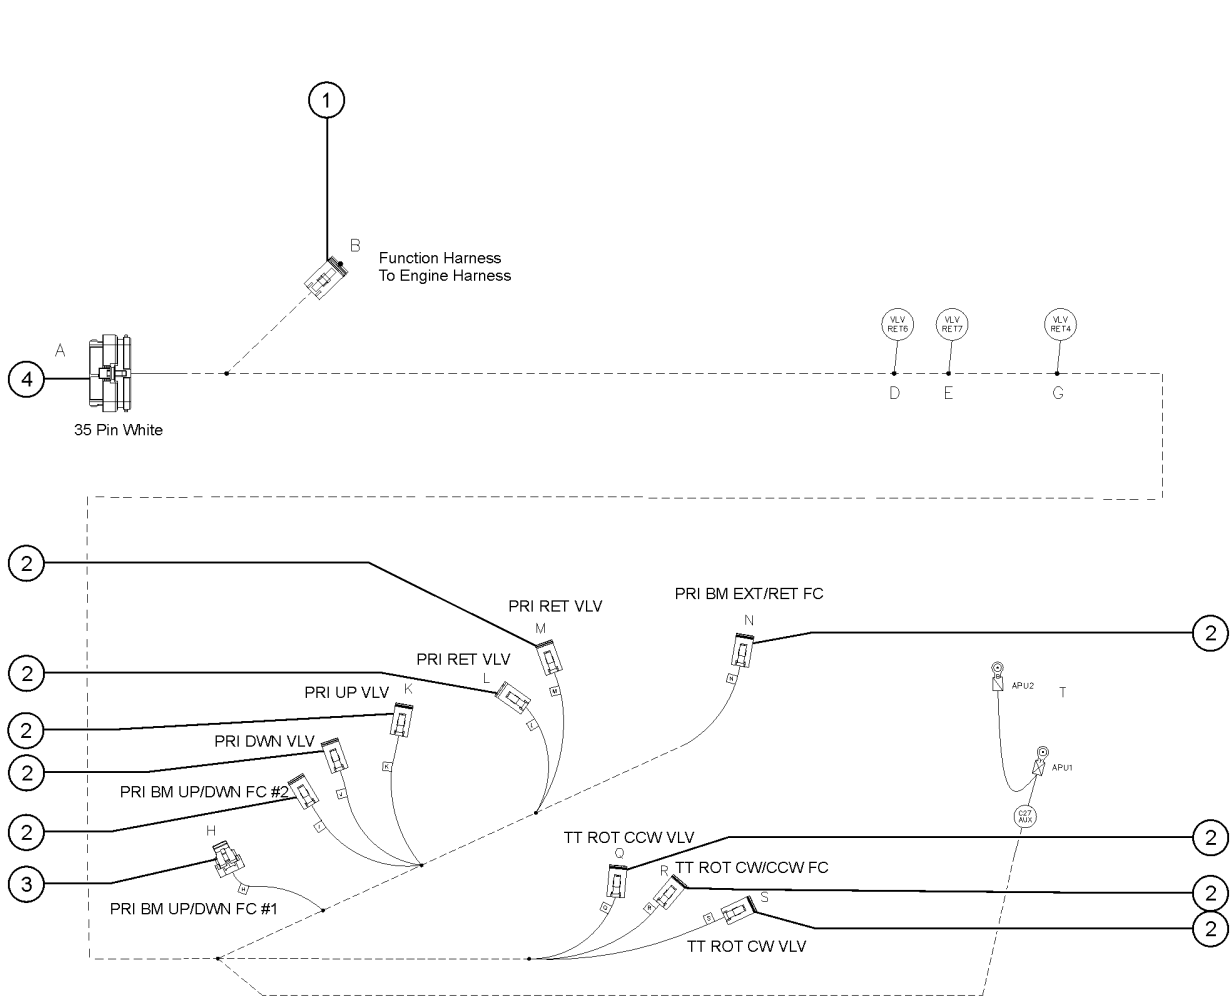 1
B
Function Harness
To Engine Harness
VLV
RET6
VLV
RET7
VLV
RET4
A
4
D
E
G
35 Pin White
2
PRI RET VLV
M
PRI BM EXT/RET FC
N
2
PRI RET VLV
L
2
M
N
APU2
T
PRI UP VLV
K
2
L
PRI DWN VLV
2
K
APU1
PRI BM UP/DWN FC #2
J
2
I
C27
AUX
H
TT ROT CCW VLV
Q
2
3
H
TT ROT CW/CCW FC
R
2
PRI BM UP/DWN FC #1
Q
R
S
S
2
TT ROT CW VLV